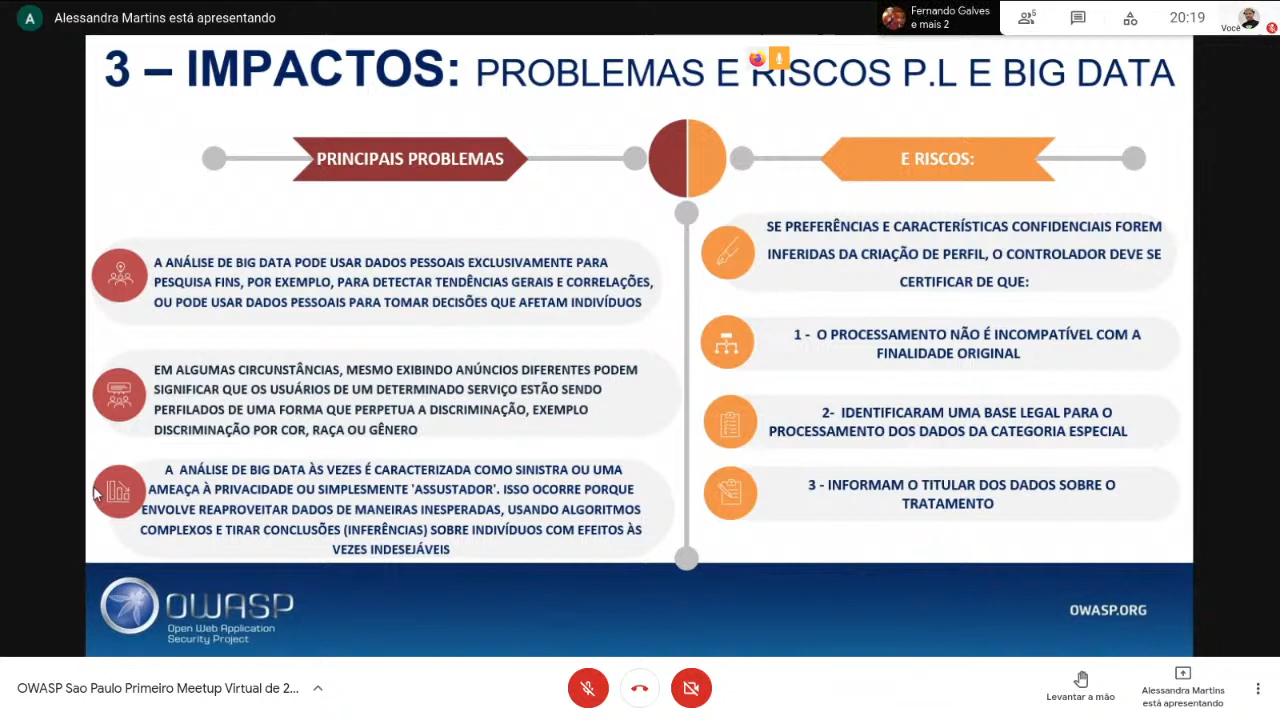 A
Alessandra Martins está apresentando
Fernando Galves
e mais 2
6
20:19
Você
3 – IMPACTOS: PROBLEMAS E RISCOS P.L E BIG DATA
PRINCIPAIS PROBLEMAS
E RISCOS:
A ANÁLISE DE BIG DATA PODE USAR DADOS PESSOAIS EXCLUSIVAMENTE PARA
PESQUISA FINS, POR EXEMPLO, PARA DETECTAR TENDÊNCIAS GERAIS E CORRELAÇÕES,
OU PODE USAR DADOS PESSOAIS PARA TOMAR DECISÕES QUE AFETAM INDIVÍDUOS
EM ALGUMAS CIRCUNSTÂNCIAS, MESMO EXIBINDO ANÚNCIOS DIFERENTES PODEM
SIGNIFICAR QUE OS USUÁRIOS DE UM DETERMINADO SERVIÇO ESTÃO SENDO
PERFILADOS DE UMA FORMA QUE PERPETUA A DISCRIMINAÇÃO, EXEMPLO
DISCRIMINAÇÃO POR COR, RAÇA OU GÊNERO
A ANÁLISE DE BIG DATA ÀS VEZES É CARACTERIZADA COMO SINISTRA OU UMA
AMEAÇA À PRIVACIDADE OU SIMPLESMENTE 'ASSUSTADOR'. ISSO OCORRE PORQUE
ENVOLVE REAPROVEITAR DADOS DE MANEIRAS INESPERADAS, USANDO ALGORITMOS
COMPLEXOS E TIRAR CONCLUSÕES (INFERÊNCIAS) SOBRE INDIVÍDUOS COM EFEITOS ÀS
VEZES INDESEJÁVEIS
SE PREFERÊNCIAS E CARACTERÍSTICAS CONFIDENCIAIS FOREM
INFERIDAS DA CRIAÇÃO DE PERFIL, O CONTROLADOR DEVE SE
CERTIFICAR DE QUE:
1 - O PROCESSAMENTO NÃO É INCOMPATÍVEL COM A
FINALIDADE ORIGINAL
2- IDENTIFICARAM UMA BASE LEGAL PARA O
PROCESSAMENTO DOS DADOS DA CATEGORIA ESPECIAL
3 - INFORMAM O TITULAR DOS DADOS SOBRE O
TRATAMENTO
OWASP
Open Web Application
Security Project
OWASP.ORG
OWASP Sao Paulo Primeiro Meetup Virtual de 2...
Levantar a mão
Alessandra Martins
está apresentando